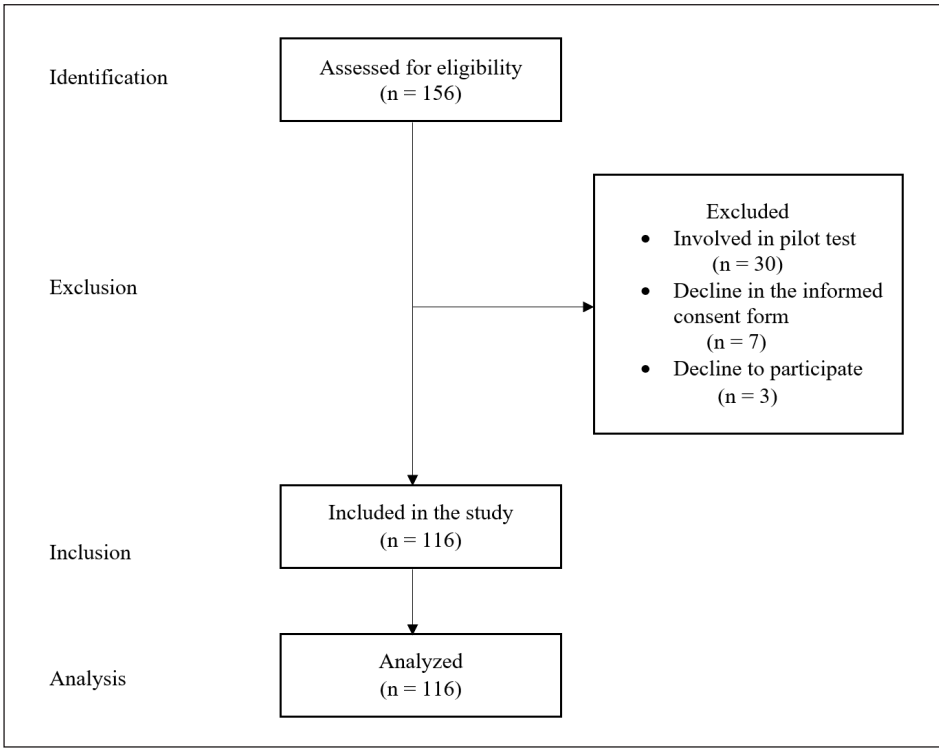 Identification
Assessed for eligibility
(n = 156)
Exclusion
Excluded
• Involved in pilot test
(n = 30)
• Decline in the informed
consent form
(n = 7)
• Decline to participate
(n = 3)
Inclusion
Included in the study
(n = 116)
Analysis
Analyzed
(n = 116)